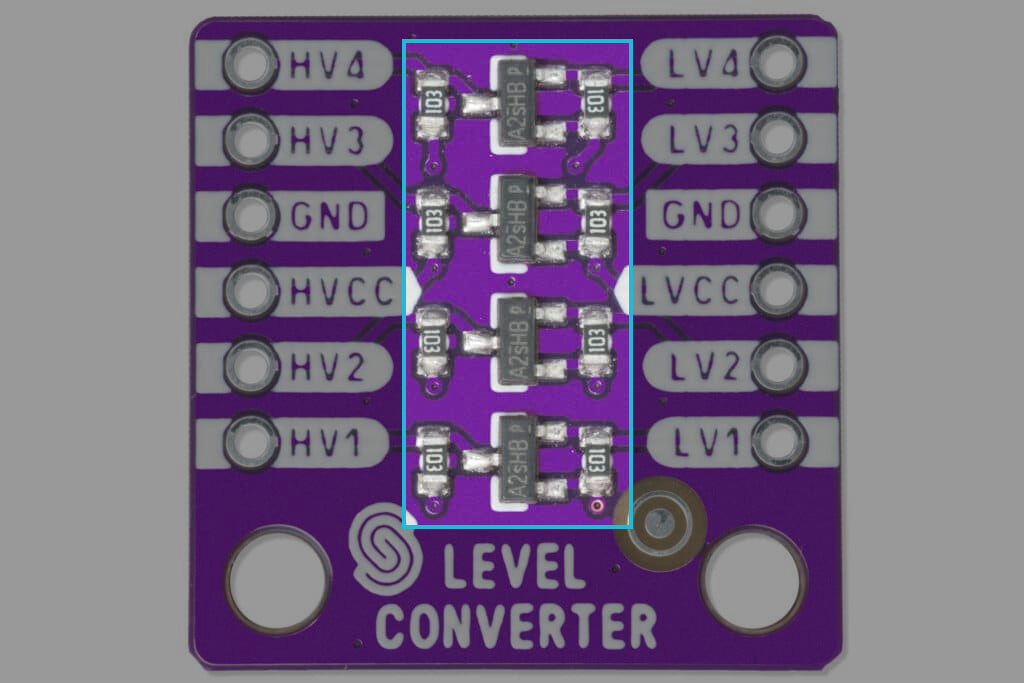 HV4 103 A2sHB P 103 LV4
HV3 LV3
GND 103 A2sHB P 103 GND
HVCC LVCC
HV2 103 A2sHB P 103 LV2
HV1 103 A2sHB P 103 LV1
LEVEL
CONVERTER